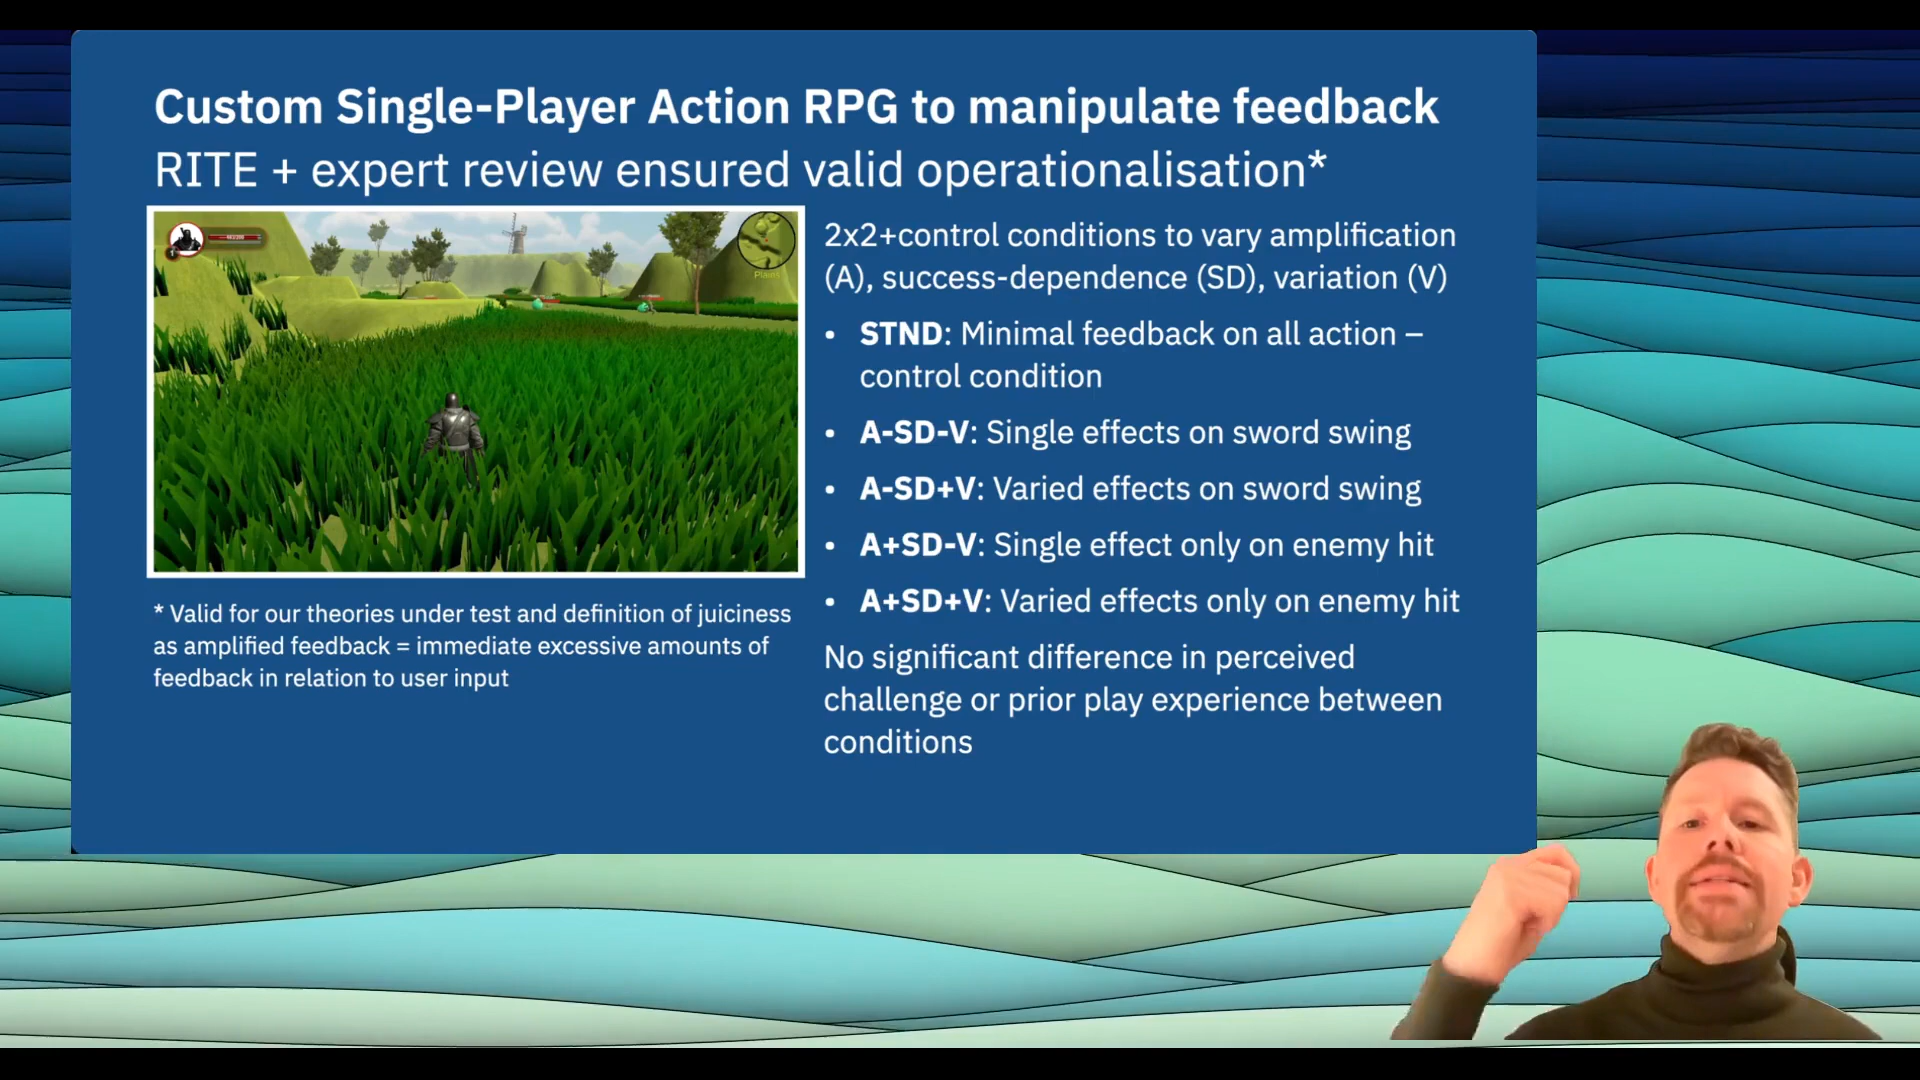 Custom Single-Player Action RPG to manipulate feedback
RITE + expert review ensured valid operationalisation*
Plains
* Valid for our theories under test and definition of juiciness
as amplified feedback = immediate excessive amounts of
feedback in relation to user input
2x2+control conditions to vary amplification
(A), success-dependence (SD), variation (V)
• STND: Minimal feedback on all action –
control condition
• A-SD-V: Single effects on sword swing
• A-SD+V: Varied effects on sword swing
• A+SD-V: Single effect only on enemy hit
• A+SD+V: Varied effects only on enemy hit
No significant difference in perceived
challenge or prior play experience between
conditions